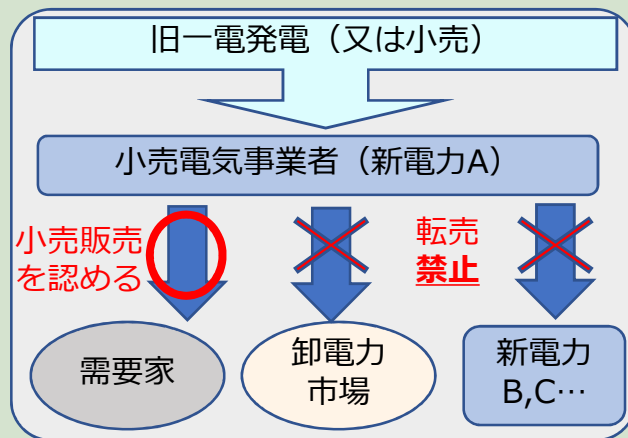 旧一電発電（又は小売）
小売電気事業者（新電力A）
小売販売
を認める
転売
禁止
需要家
卸電力
市場
新電力
B,C…